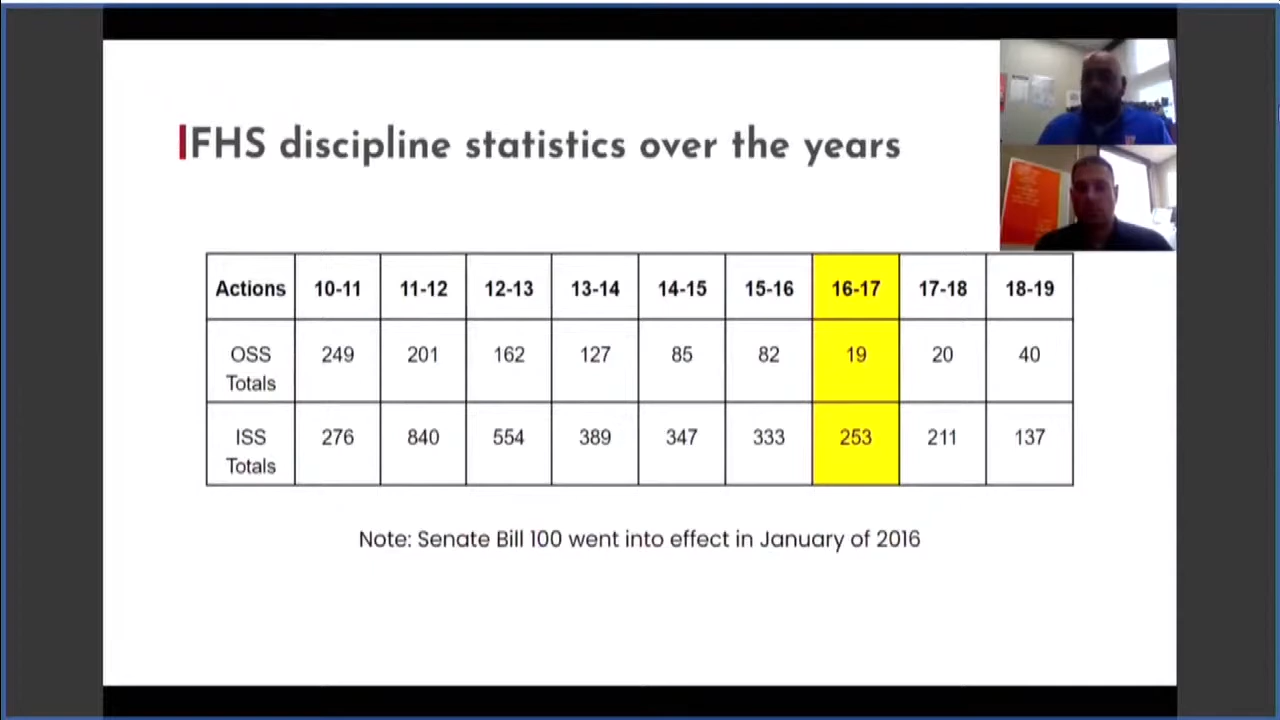 FHS discipline statistics over the years
Actions 10-11 11-12 12-13 13-14 14-15 15-16 16-17 17-18 18-19
OSS Totals 249 201 162 127 85 82 19 20 40
ISS Totals 276 840 554 389 347 333 253 211 137
Note: Senate Bill 100 went into effect in January of 2016